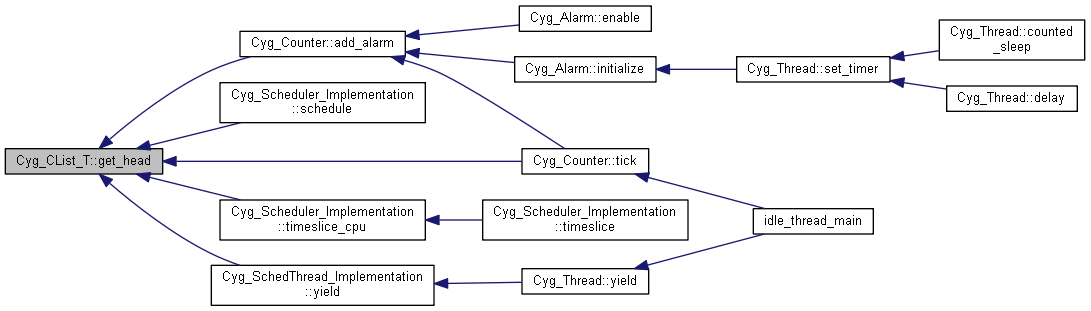 Cyg_CList_T::get_head
Cyg_Counter::add_alarm
Cyg_Alarm::enable
Cyg_Alarm::initialize
Cyg_Thread::set_timer
Cyg_Thread::counted
_sleep
Cyg_Thread::delay
Cyg_Scheduler_Implementation
::schedule
Cyg_Counter::tick
idle_thread_main
Cyg_Scheduler_Implementation
::timeslice_cpu
Cyg_Scheduler_Implementation
::timeslice
Cyg_SchedThread_Implementation
::yield
Cyg_Thread::yield